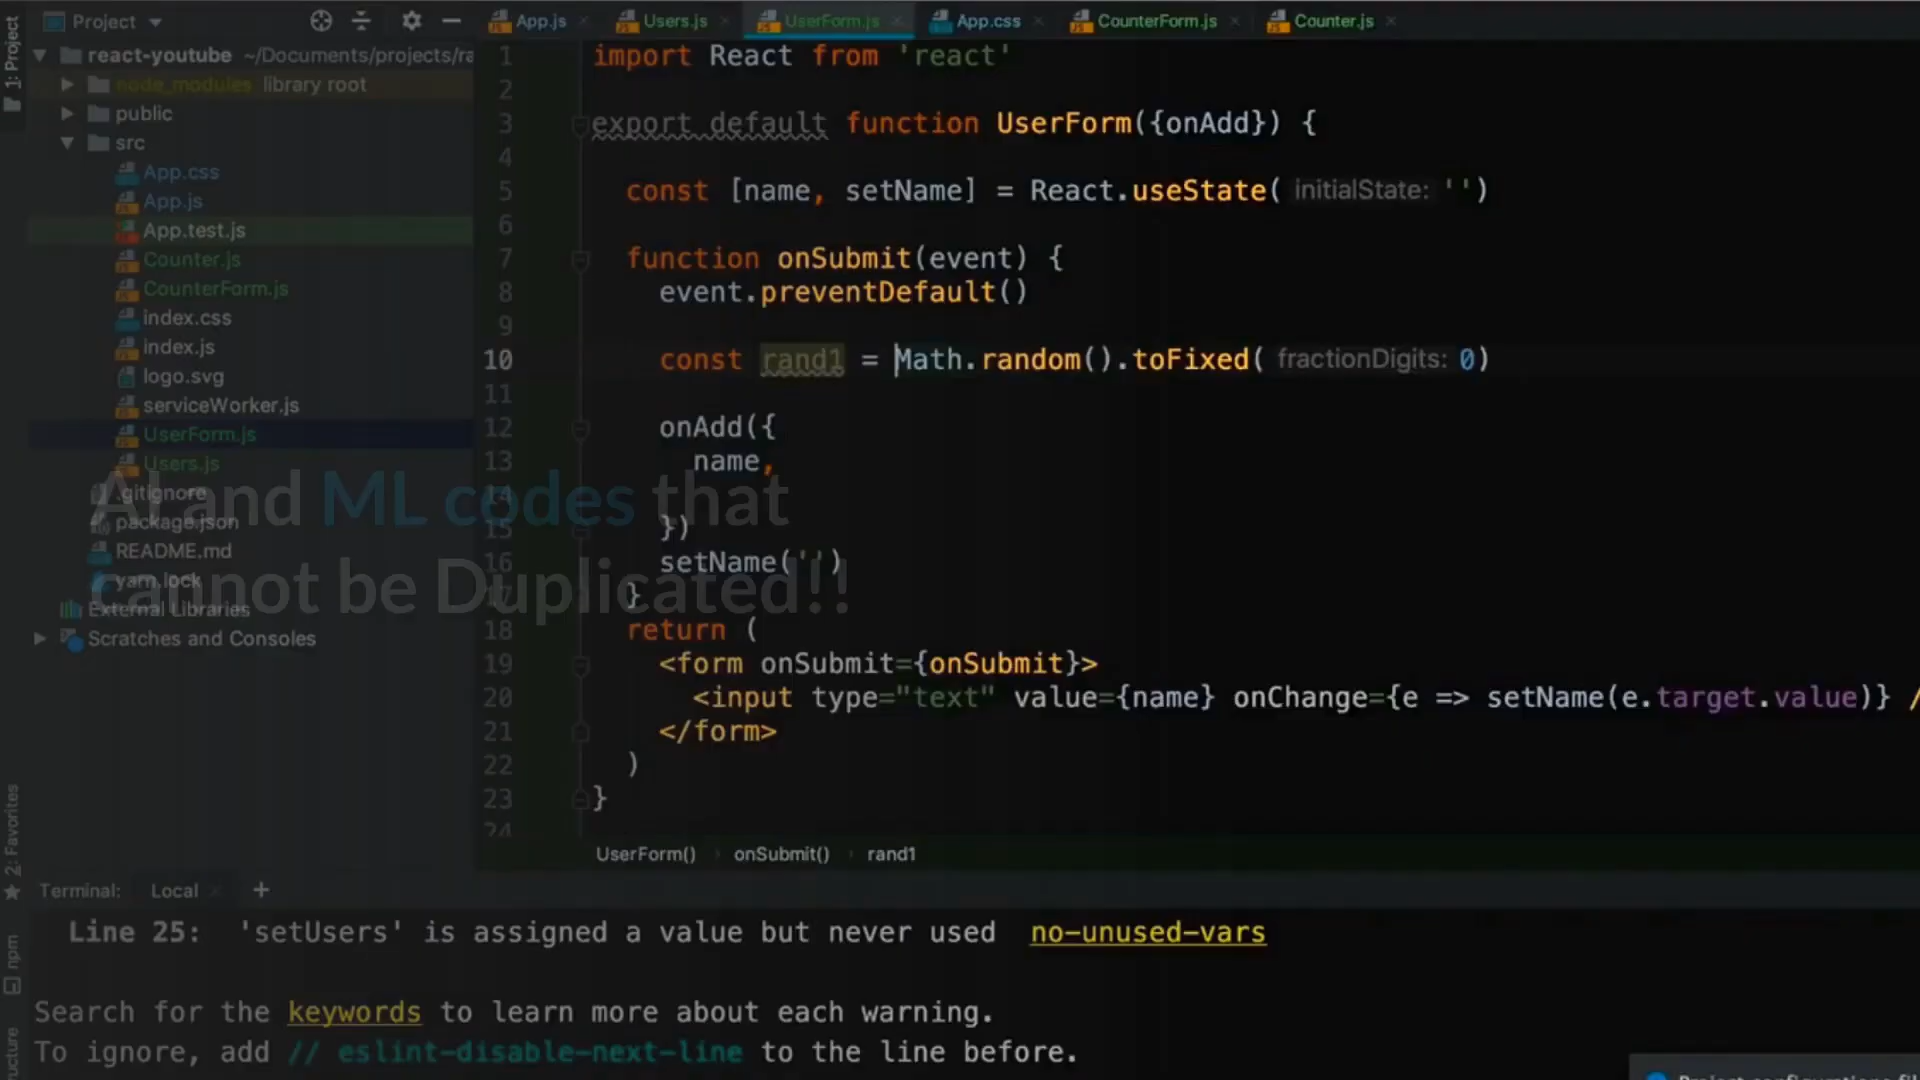 1: Project
Project
App.js
Users.js
UserForm.js
App.css
CounterForm.js
Counter.js
react-youtube ~/Documents/projects/ra
node_modules library root
public
src
App.css
App.js
App.test.js
Counter.js
CounterForm.js
index.css
index.js
logo.svg
serviceWorker.js
UserForm.js
Users.js
.gitignore
package.json
README.md
yarn.lock
External Libraries
Scratches and Consoles
AI and ML codes that
cannot be Duplicated!!
1 import React from 'react'
2
3 export default function UserForm({onAdd}) {
4
5 const [name, setName] = React.useState( initialState: '')
6
7 function onSubmit(event) {
8 event.preventDefault()
9
10 const rand1 = Math.random().toFixed( fractionDigits: 0)
11
12 onAdd({
13 name,
14
15 })
16 setName('')
17 }
18 return (
19 <form onSubmit={onSubmit}>
20 <input type="text" value={name} onChange={e => setName(e.target.value)} /
21 </form>
22 )
23 }
24
UserForm() onSubmit() rand1
2: Favorites
npm
Terminal: Local +
Line 25: 'setUsers' is assigned a value but never used no-unused-vars
Search for the keywords to learn more about each warning.
To ignore, add // eslint-disable-next-line to the line before.